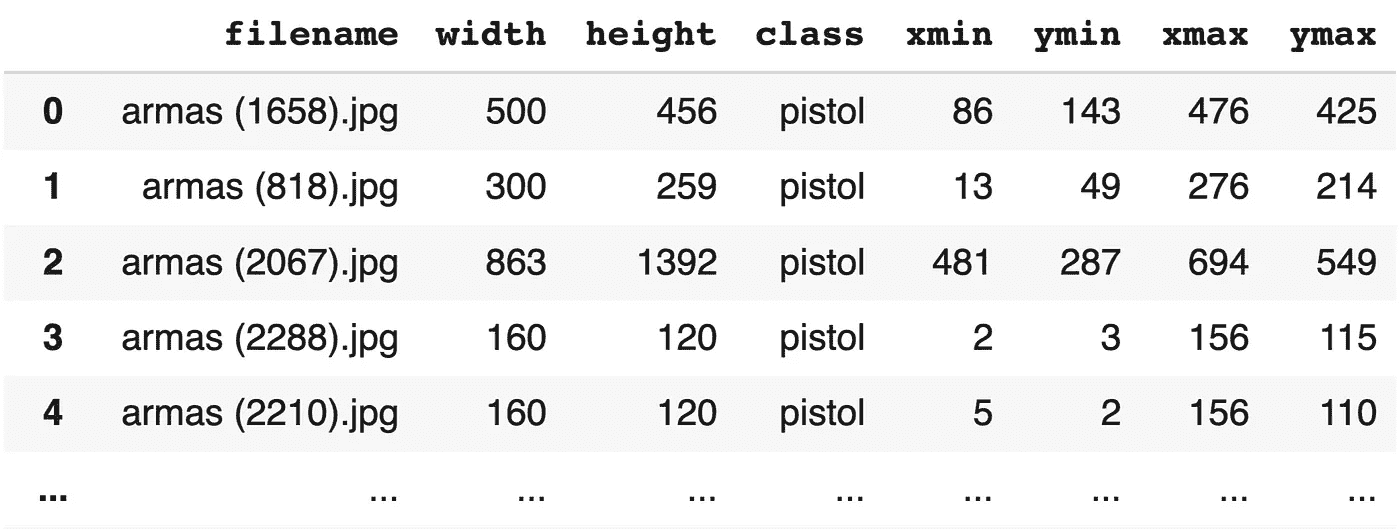 filename width height class xmin ymin xmax ymax
0 armas (1658).jpg 500 456 pistol 86 143 476 425
1 armas (818).jpg 300 259 pistol 13 49 276 214
2 armas (2067).jpg 863 1392 pistol 481 287 694 549
3 armas (2288).jpg 160 120 pistol 2 3 156 115
4 armas (2210).jpg 160 120 pistol 5 2 156 110
... ... ... ... ... ... ... ... ...